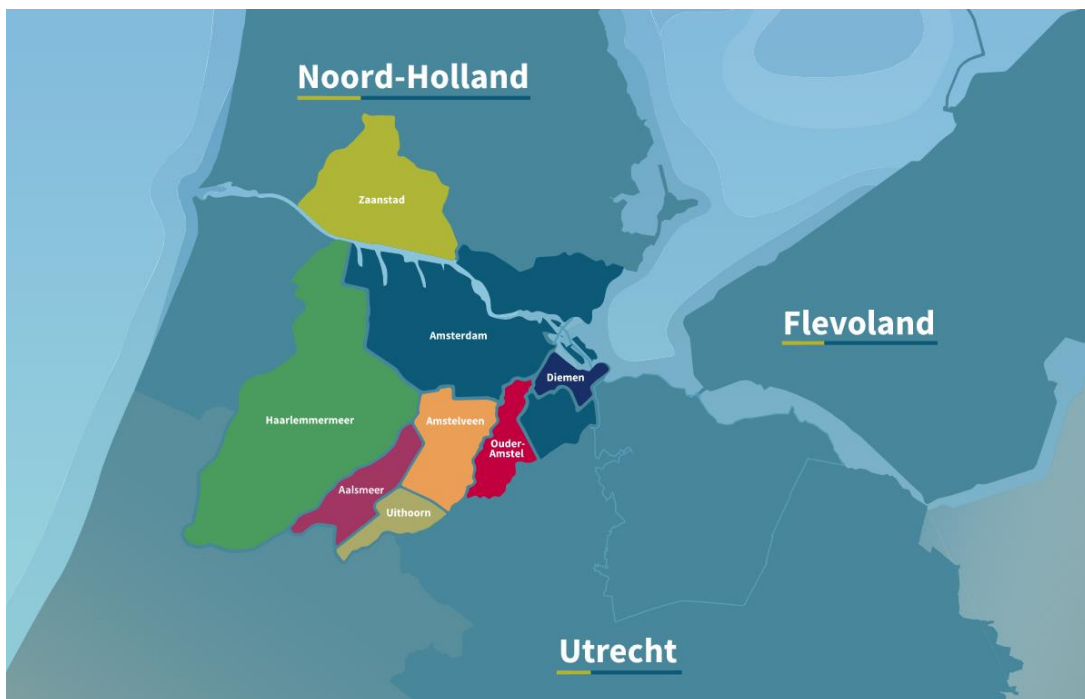 Noord-Holland
Zaanstad
Flevoland
Amsterdam
Diemen
Haarlemmermeer
Amstelveen
Ouder-
Amstel
Aalsmeer
Uithoorn
Utrecht